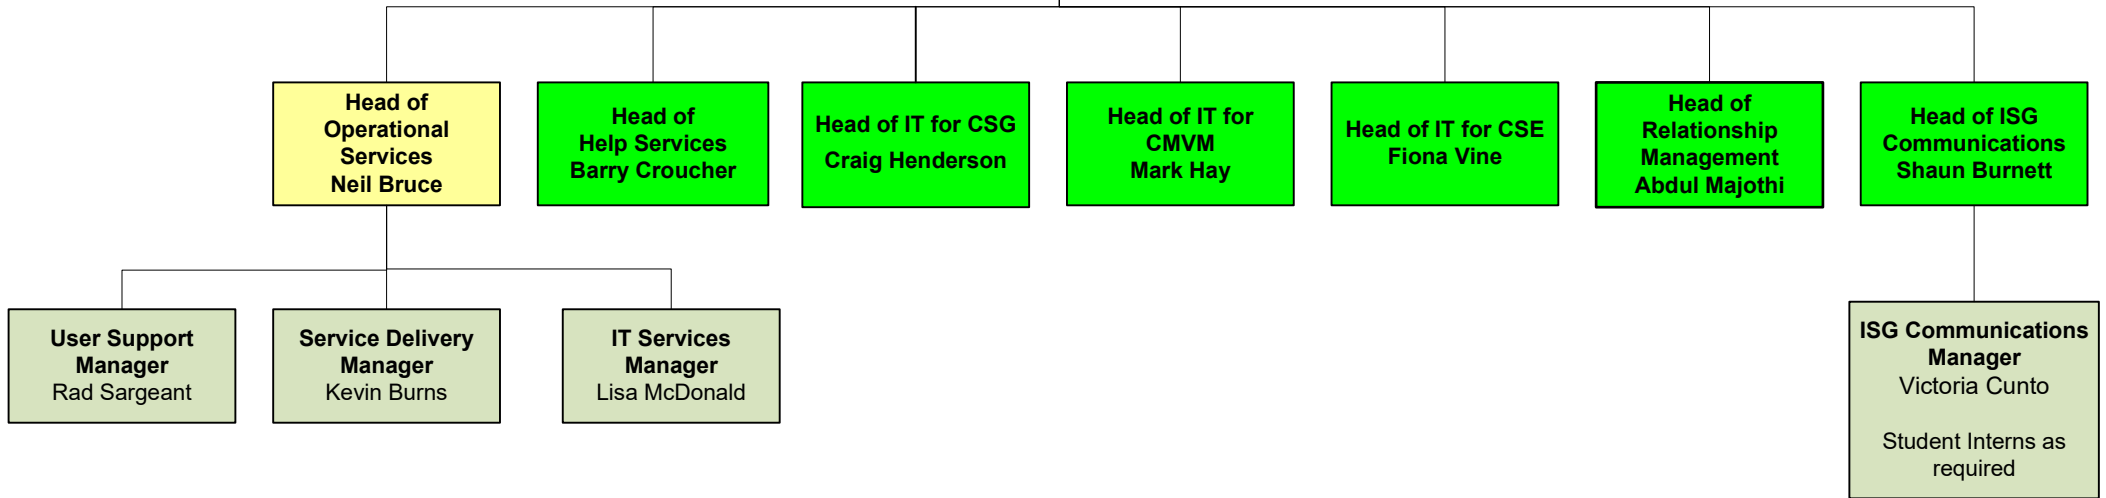 Head of
Operational
Services
Neil Bruce
Head of
Help Services
Barry Croucher
Head of IT for CSG
Craig Henderson
Head of IT for
CMVM
Mark Hay
Head of IT for CSE
Fiona Vine
Head of
Relationship
Management
Abdul Majothi
Head of ISG
Communications
Shaun Burnett
User Support
Manager
Rad Sargeant
Service Delivery
Manager
Kevin Burns
IT Services
Manager
Lisa McDonald
ISG Communications
Manager
Victoria Cunto
Student Interns as
required